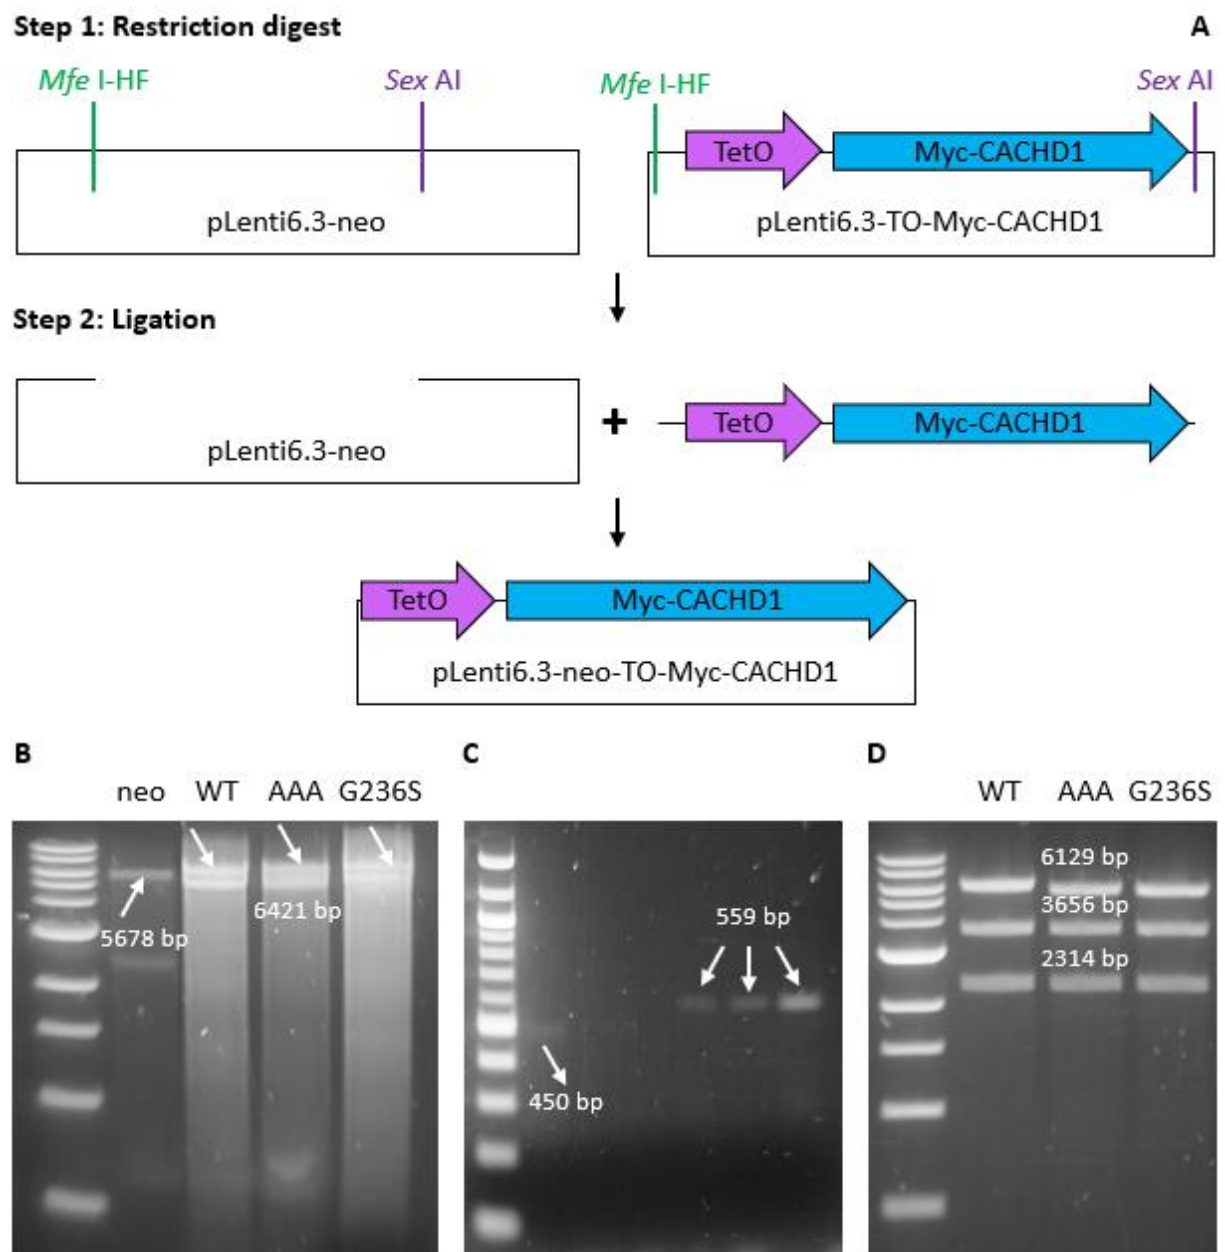 Step 1: Restriction digest
A
Mfe I-HF
Sex AI
Mfe I-HF
Sex AI
TetO
Myc-CACHD1
pLenti6.3-neo
pLenti6.3-TO-Myc-CACHD1
Step 2: Ligation
pLenti6.3-neo
+
TetO
Myc-CACHD1
TetO
Myc-CACHD1
pLenti6.3-neo-TO-Myc-CACHD1
B
neo WT AAA G236S
5678 bp
6421 bp
C
559 bp
450 bp
D
WT AAA G236S
6129 bp
3656 bp
2314 bp